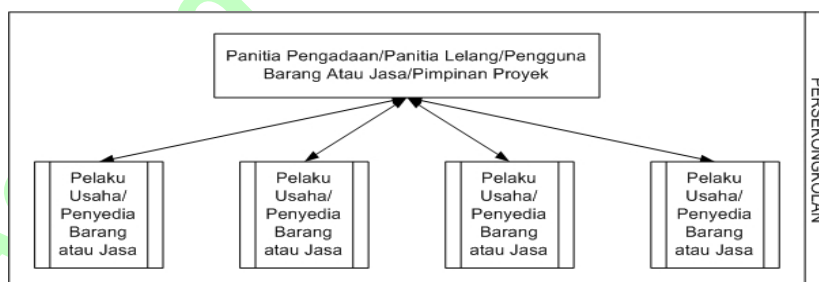 Panitia Pengadaan/Panitia Lelang/Pengguna
Barang Atau Jasa/Pimpinan Proyek
Pelaku
Usaha/
Penyedia
Barang
atau Jasa
Pelaku
Usaha/
Penyedia
Barang
atau Jasa
Pelaku
Usaha/
Penyedia
Barang
atau Jasa
Pelaku
Usaha/
Penyedia
Barang
atau Jasa
PERSEKONGKOLAN